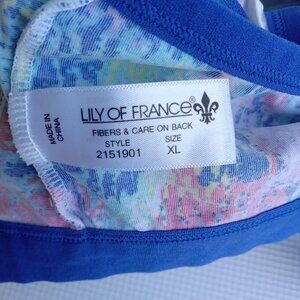 LILY OF FRANCE®
MADE IN
CHINA
FIBERS & CARE ON BACK
STYLE SIZE
2151901 XL